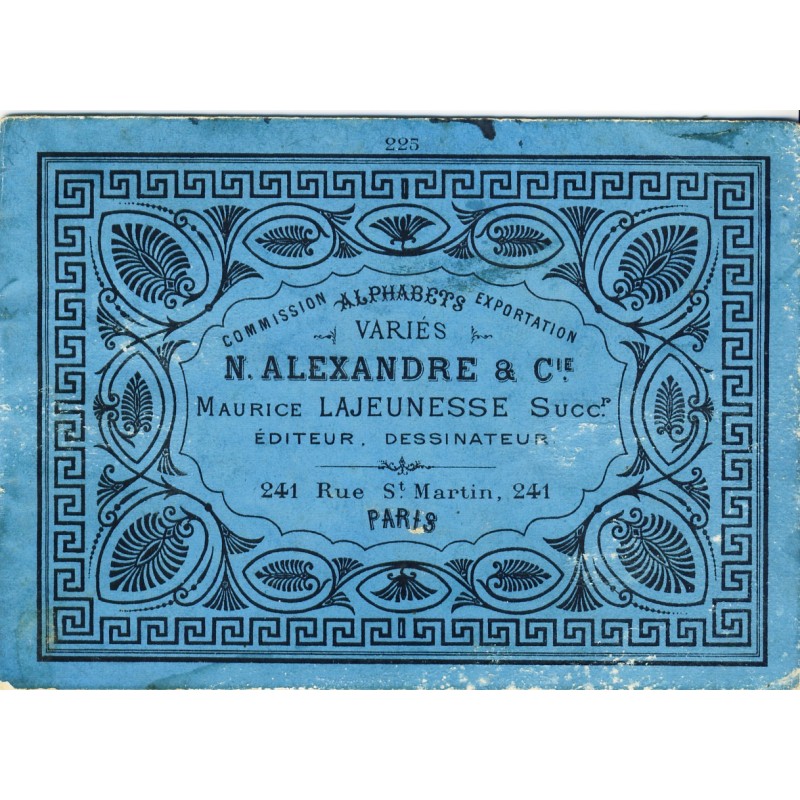 225
COMMISSION ALPHABETS EXPORTATION
VARIÉS
N. ALEXANDRE & CIE.
MAURICE LAJEUNESSE SUCCr.
ÉDITEUR, DESSINATEUR
241 Rue St. Martin, 241
PARIS